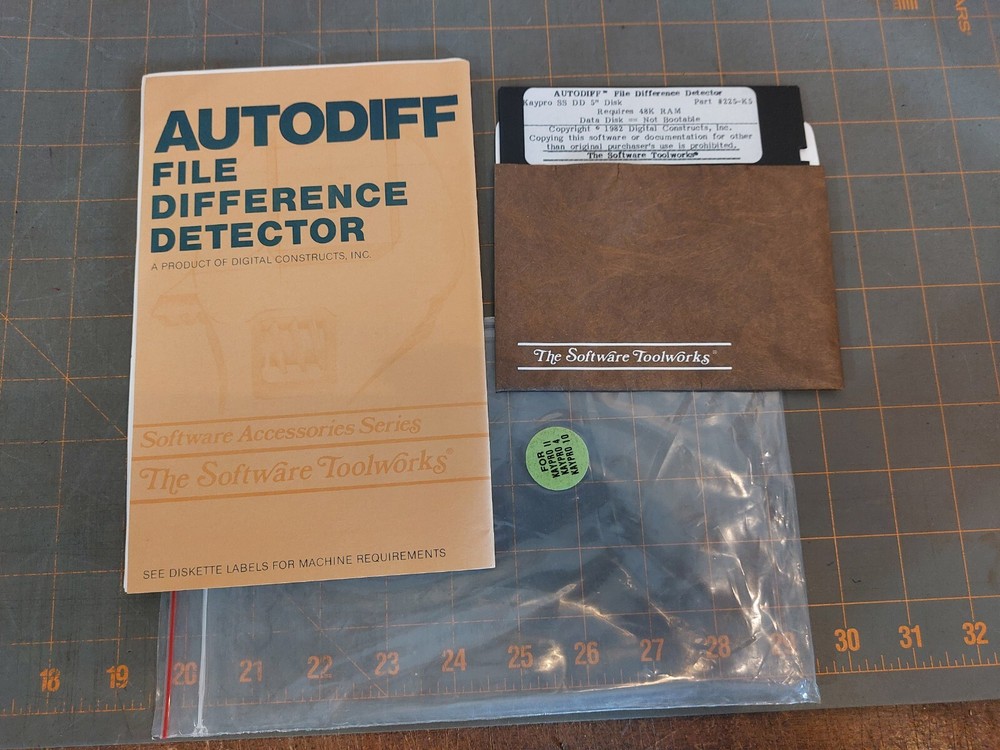 AUTODIFF
FILE
DIFFERENCE
DETECTOR
A PRODUCT OF DIGITAL CONSTRUCTS, INC.
Software Accessories Series
The Software Toolworks®
SEE DISKETTE LABELS FOR MACHINE REQUIREMENTS
AUTODIFF™ File Difference Detector
Kaypro SS DD 5" Disk Part #225-K5
Requires 48K RAM
Data Disk == Not Bootable
Copyright © 1982 Digital Constructs, Inc.
Copying this software or documentation for other
than original purchaser's use is prohibited.
The Software Toolworks®
The Software Toolworks®
FOR
KAYPRO II
KAYPRO 4
KAYPRO 10
18 19 20 21 22 23 24 25 26 27 28 29 30 31 32